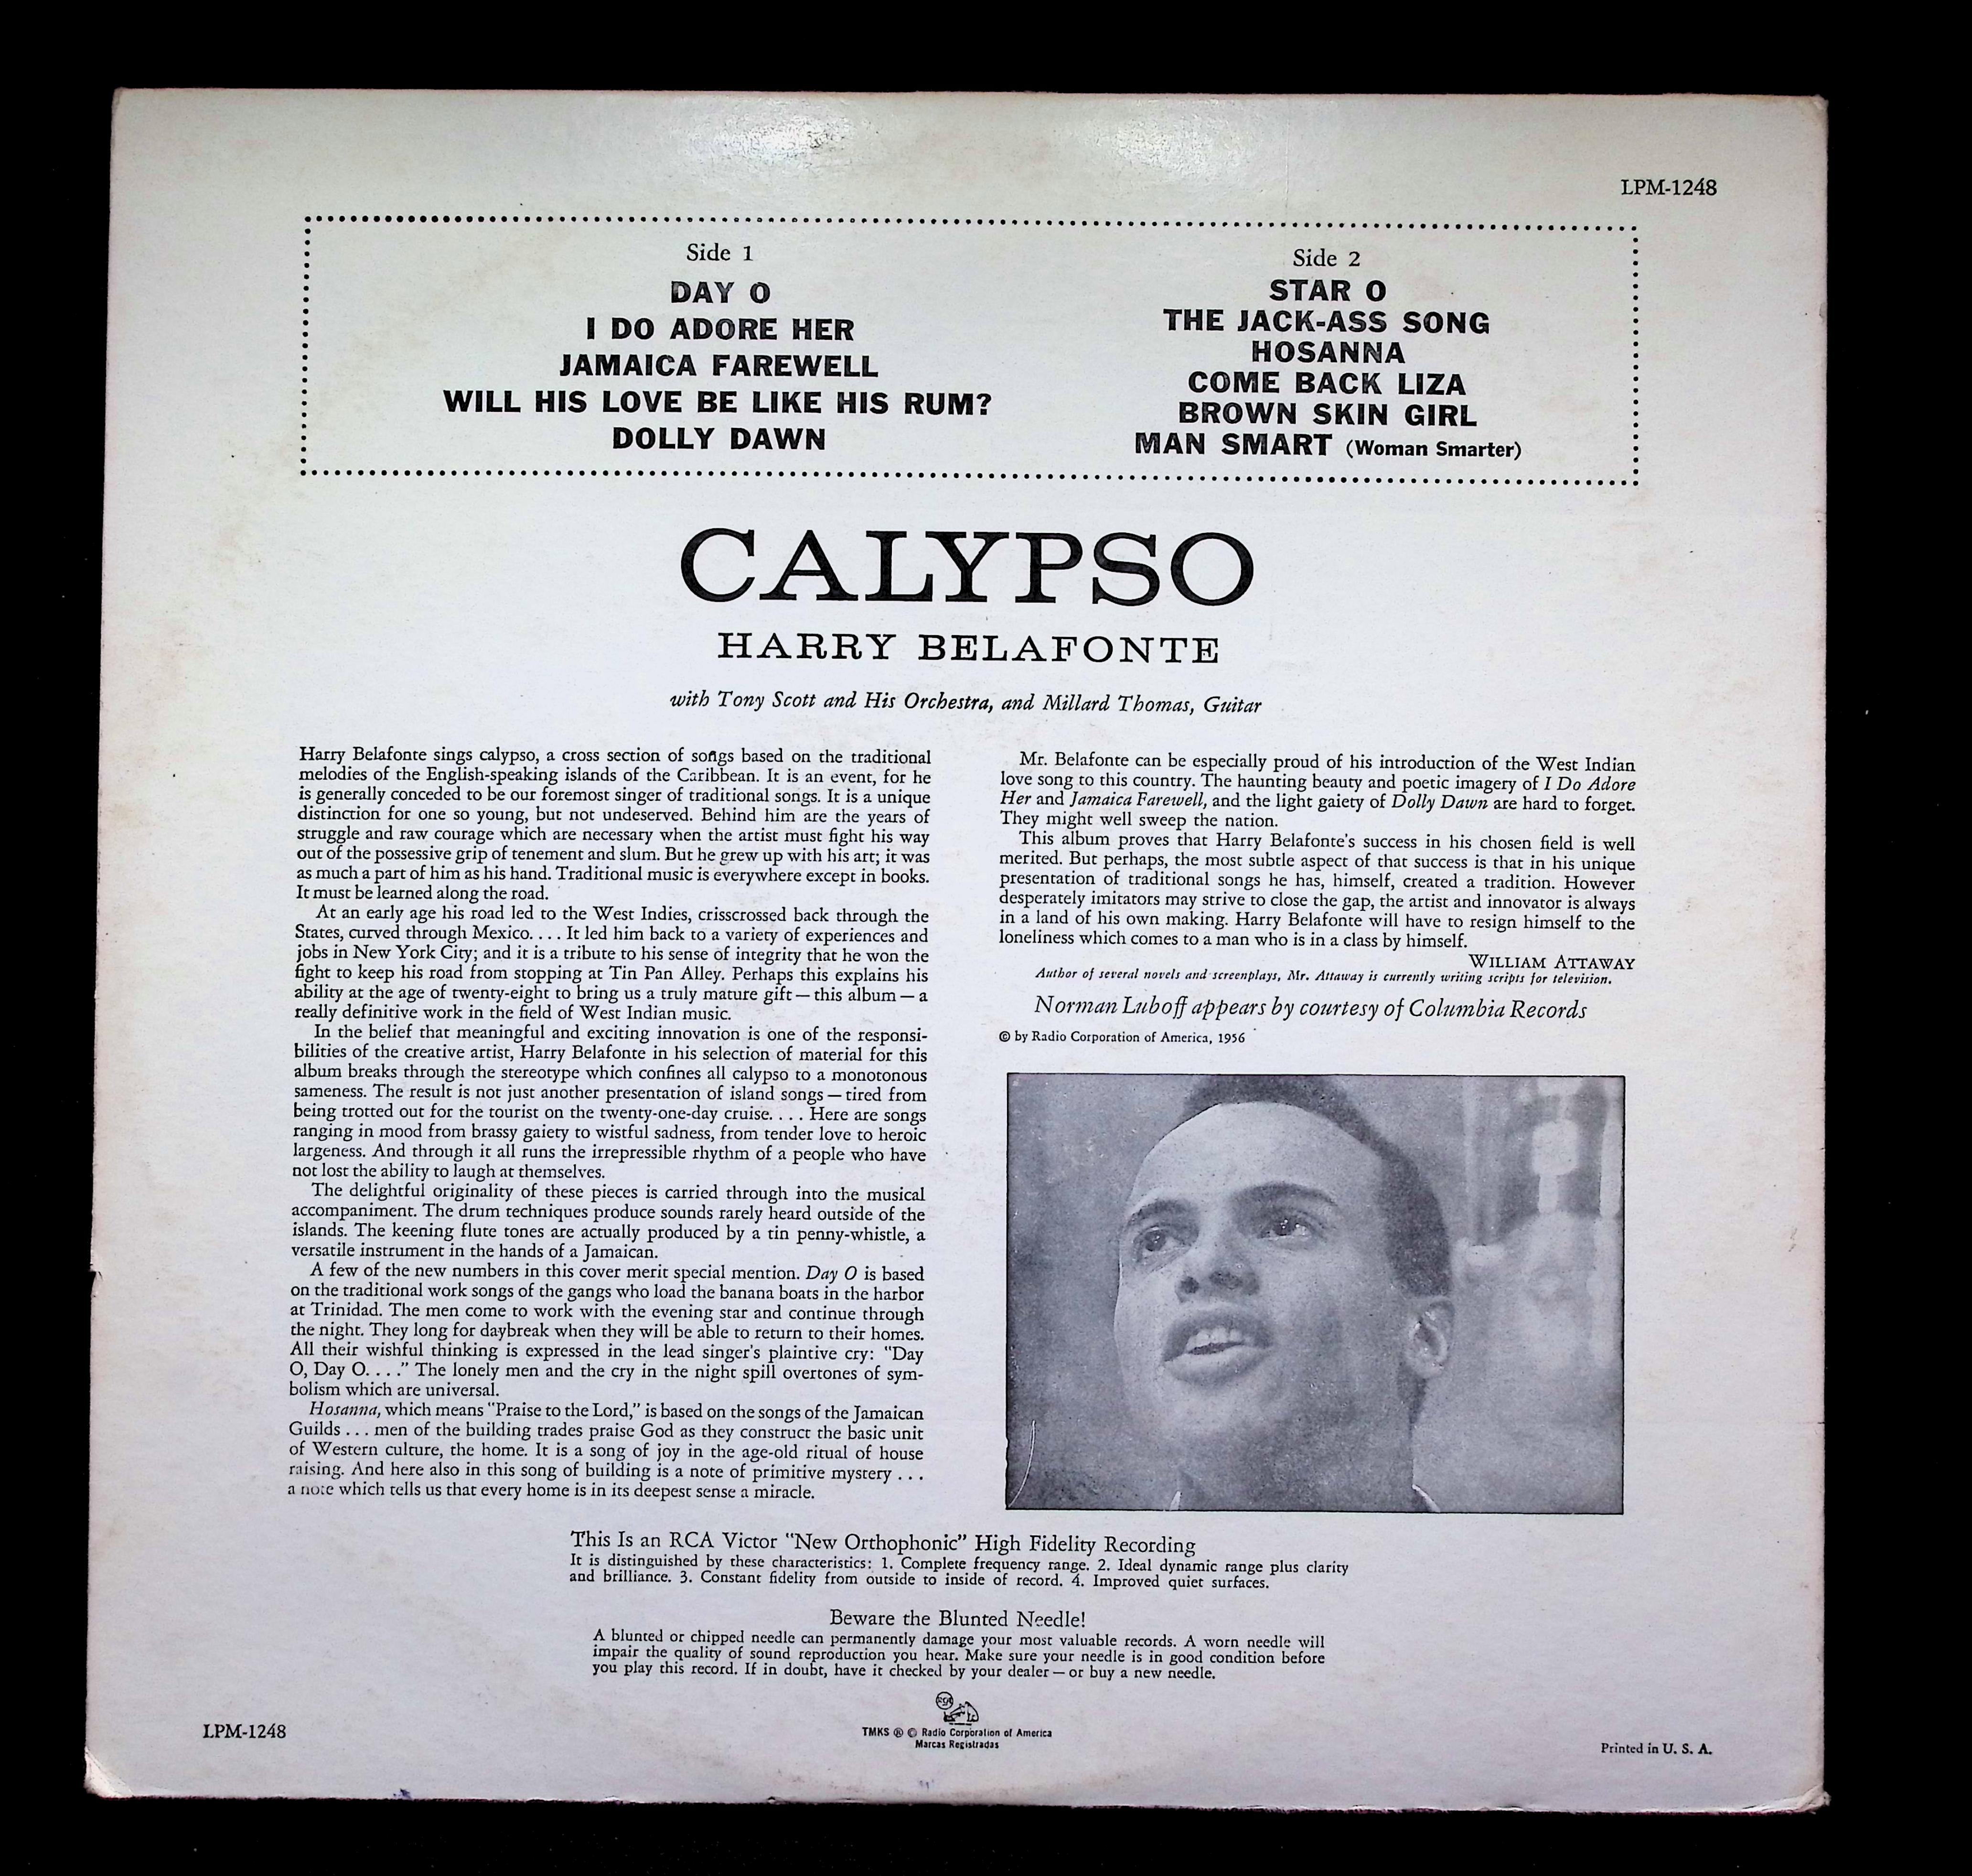 LPM-1248
Side 1
DAY O
I DO ADORE HER
JAMAICA FAREWELL
WILL HIS LOVE BE LIKE HIS RUM?
DOLLY DAWN
Side 2
STAR O
THE JACK-ASS SONG
HOSANNA
COME BACK LIZA
BROWN SKIN GIRL
MAN SMART (Woman Smarter)
CALYPSO
HARRY BELAFONTE
with Tony Scott and His Orchestra, and Millard Thomas, Guitar
Harry Belafonte sings calypso, a cross section of songs based on the traditional
melodies of the English-speaking islands of the Caribbean. It is an event, for he
is generally conceded to be our foremost singer of traditional songs. It is a unique
distinction for one so young, but not undeserved. Behind him are the years of
struggle and raw courage which are necessary when the artist must fight his way
out of the possessive grip of tenement and slum. But he grew up with his art; it was
as much a part of him as his hand. Traditional music is everywhere except in books.
It must be learned along the road.
At an early age his road led to the West Indies, crisscrossed back through the
States, curved through Mexico. . . . It led him back to a variety of experiences and
jobs in New York City; and it is a tribute to his sense of integrity that he won the
fight to keep his road from stopping at Tin Pan Alley. Perhaps this explains his
ability at the age of twenty-eight to bring us a truly mature gift — this album — a
really definitive work in the field of West Indian music.
In the belief that meaningful and exciting innovation is one of the responsi-
bilities of the creative artist, Harry Belafonte in his selection of material for this
album breaks through the stereotype which confines all calypso to a monotonous
sameness. The result is not just another presentation of island songs — tired from
being trotted out for the tourist on the twenty-one-day cruise. . . . Here are songs
ranging in mood from brassy gaiety to wistful sadness, from tender love to heroic
largeness. And through it all runs the irrepressible rhythm of a people who have
not lost the ability to laugh at themselves.
The delightful originality of these pieces is carried through into the musical
accompaniment. The drum techniques produce sounds rarely heard outside of the
islands. The keening flute tones are actually produced by a tin penny-whistle, a
versatile instrument in the hands of a Jamaican.
A few of the new numbers in this cover merit special mention. Day O is based
on the traditional work songs of the gangs who load the banana boats in the harbor
at Trinidad. The men come to work with the evening star and continue through
the night. They long for daybreak when they will be able to return to their homes.
All their wishful thinking is expressed in the lead singer's plaintive cry: "Day
O, Day O. . . ." The lonely men and the cry in the night spill overtones of sym-
bolism which are universal.
Hosanna, which means "Praise to the Lord," is based on the songs of the Jamaican
Guilds . . . men of the building trades praise God as they construct the basic unit
of Western culture, the home. It is a song of joy in the age-old ritual of house
raising. And here also in this song of building is a note of primitive mystery . . .
a note which tells us that every home is in its deepest sense a miracle.
Mr. Belafonte can be especially proud of his introduction of the West Indian
love song to this country. The haunting beauty and poetic imagery of I Do Adore
Her and Jamaica Farewell, and the light gaiety of Dolly Dawn are hard to forget.
They might well sweep the nation.
This album proves that Harry Belafonte's success in his chosen field is well
merited. But perhaps, the most subtle aspect of that success is that in his unique
presentation of traditional songs he has, himself, created a tradition. However
desperately imitators may strive to close the gap, the artist and innovator is always
in a land of his own making. Harry Belafonte will have to resign himself to the
loneliness which comes to a man who is in a class by himself.
WILLIAM ATTAWAY
Author of several novels and screenplays, Mr. Attaway is currently writing scripts for television.
Norman Luboff appears by courtesy of Columbia Records
© by Radio Corporation of America, 1956
This Is an RCA Victor "New Orthophonic" High Fidelity Recording
It is distinguished by these characteristics: 1. Complete frequency range. 2. Ideal dynamic range plus clarity
and brilliance. 3. Constant fidelity from outside to inside of record. 4. Improved quiet surfaces.
Beware the Blunted Needle!
A blunted or chipped needle can permanently damage your most valuable records. A worn needle will
impair the quality of sound reproduction you hear. Make sure your needle is in good condition before
you play this record. If in doubt, have it checked by your dealer — or buy a new needle.
RCA
TMKS ® © Radio Corporation of America
Marcas Registradas
LPM-1248
Printed in U. S. A.